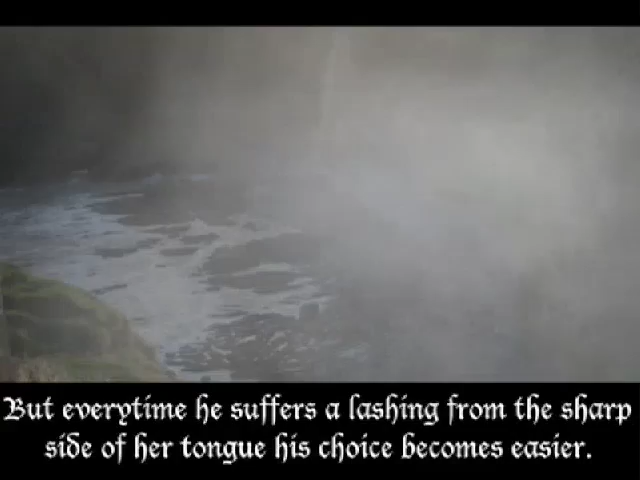 But everytime he suffers a lashing from the sharp
side of her tongue his choice becomes easier.